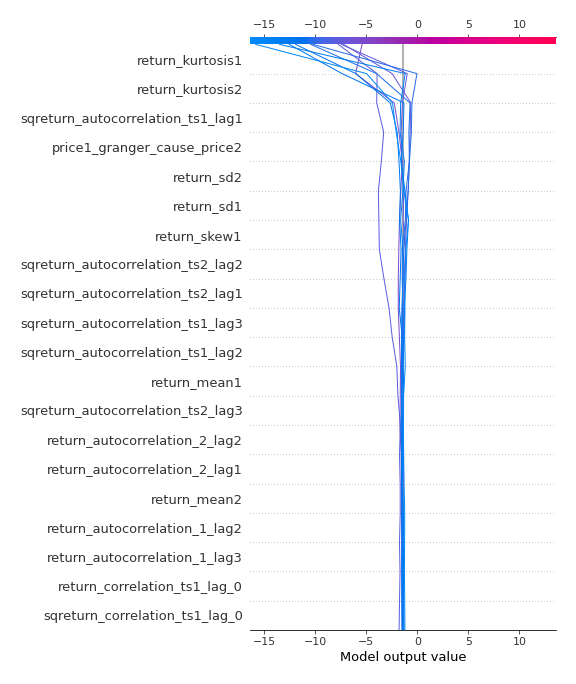 −15 −10 −5 0 5 10
return_kurtosis1
return_kurtosis2
sqreturn_autocorrelation_ts1_lag1
price1_granger_cause_price2
return_sd2
return_sd1
return_skew1
sqreturn_autocorrelation_ts2_lag2
sqreturn_autocorrelation_ts2_lag1
sqreturn_autocorrelation_ts1_lag3
sqreturn_autocorrelation_ts1_lag2
return_mean1
sqreturn_autocorrelation_ts2_lag3
return_autocorrelation_2_lag2
return_autocorrelation_2_lag1
return_mean2
return_autocorrelation_1_lag2
return_autocorrelation_1_lag3
return_correlation_ts1_lag_0
sqreturn_correlation_ts1_lag_0
−15 −10 −5 0 5 10
Model output value